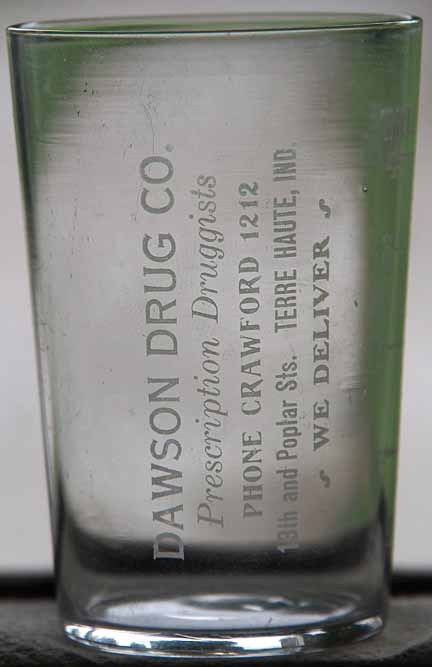 DAWSON DRUG CO.
Prescription Druggists
PHONE CRAWFORD 1212
13th and Poplar Sts. TERRE HAUTE, IND.
WE DELIVER